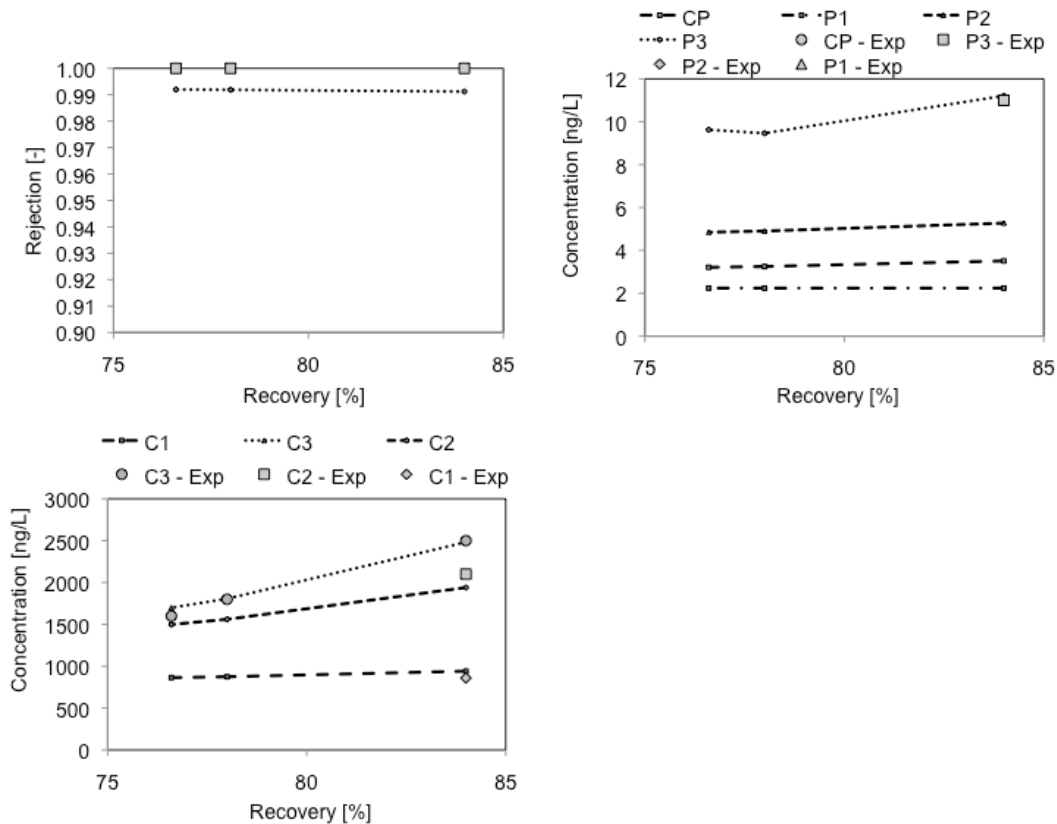 1.00
0.99
0.98
0.97
0.96
0.95
0.94
0.93
0.92
0.91
0.90
Rejection [-]
75 80 85
Recovery [%]
CP P1 P2
P3 CP - Exp P3 - Exp
P2 - Exp P1 - Exp
12
10
8
6
4
2
0
Concentration [ng/L]
75 80 85
Recovery [%]
C1 C3 C2
C3 - Exp C2 - Exp C1 - Exp
3000
2500
2000
1500
1000
500
0
Concentration [ng/L]
75 80 85
Recovery [%]